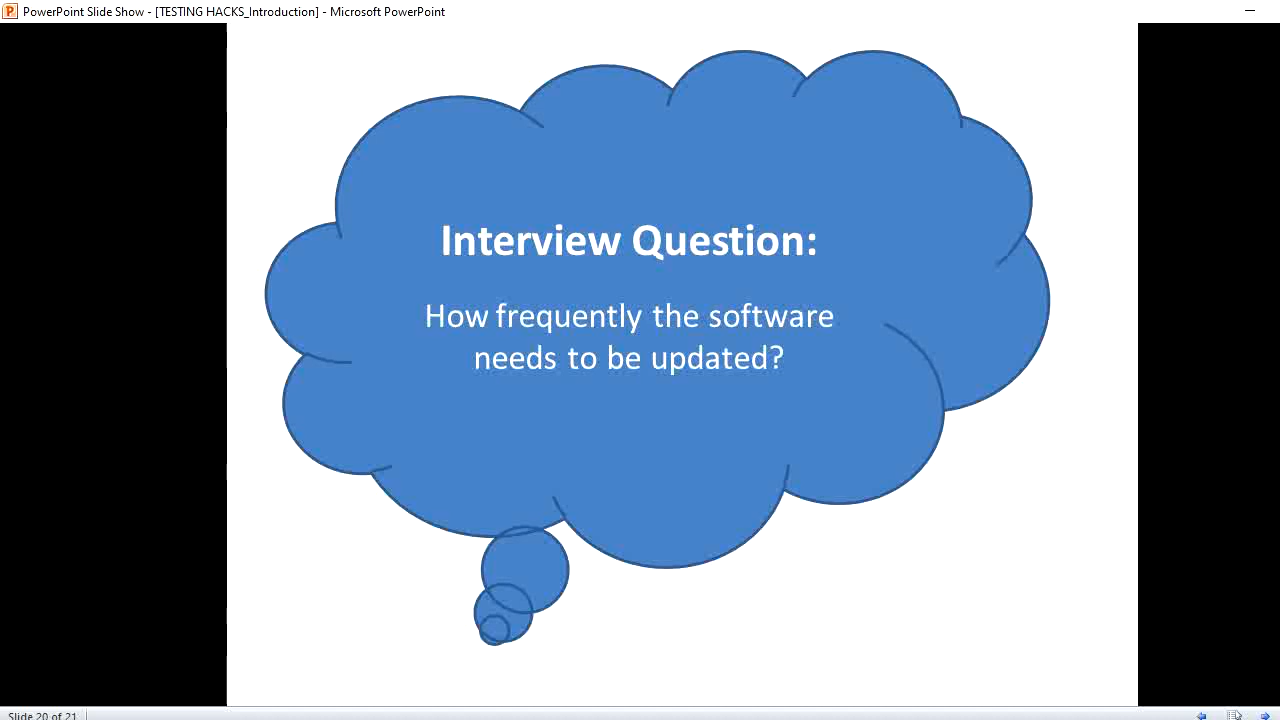 PowerPoint Slide Show - [TESTING HACKS_Introduction] - Microsoft PowerPoint
Interview Question:
How frequently the software
needs to be updated?
Slide 20 of 21